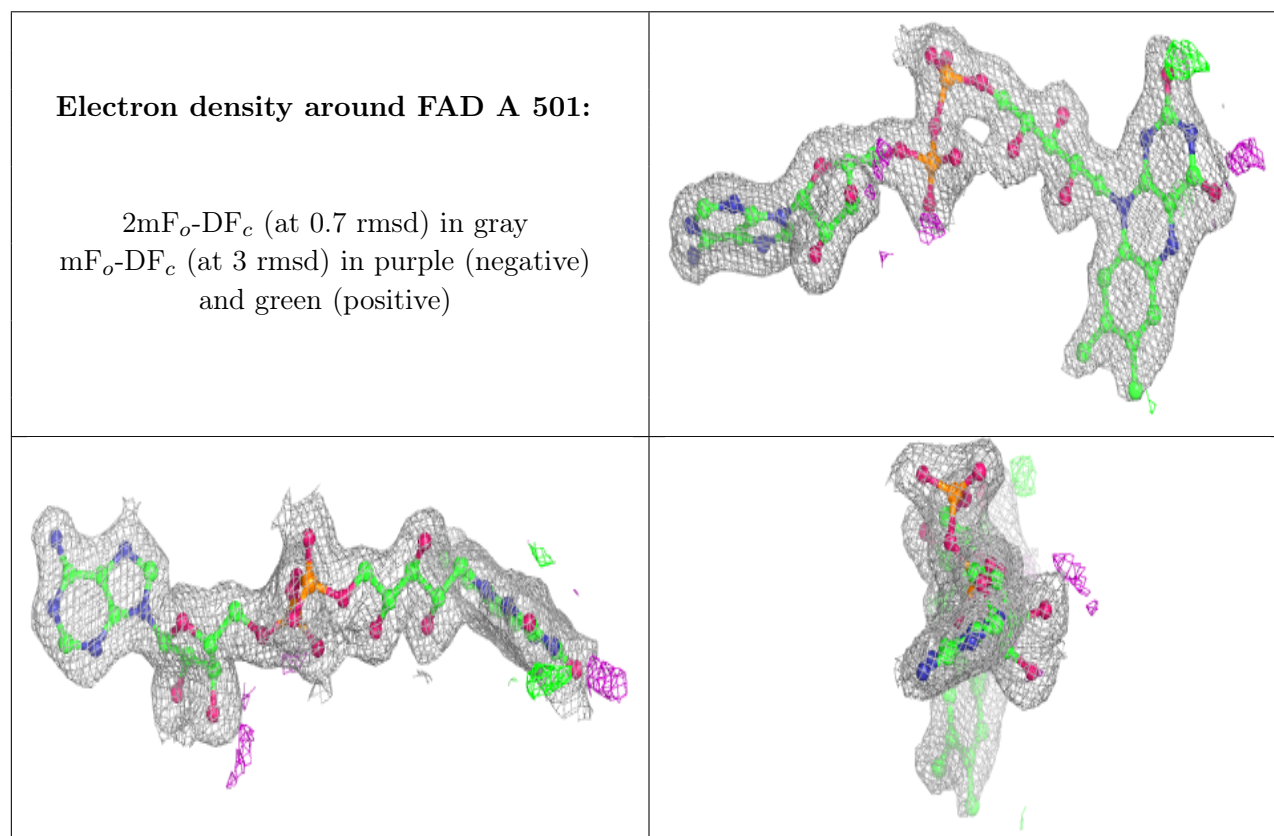 Electron density around FAD A 501:
2mFo-DFc (at 0.7 rmsd) in gray
mFo-DFc (at 3 rmsd) in purple (negative)
and green (positive)